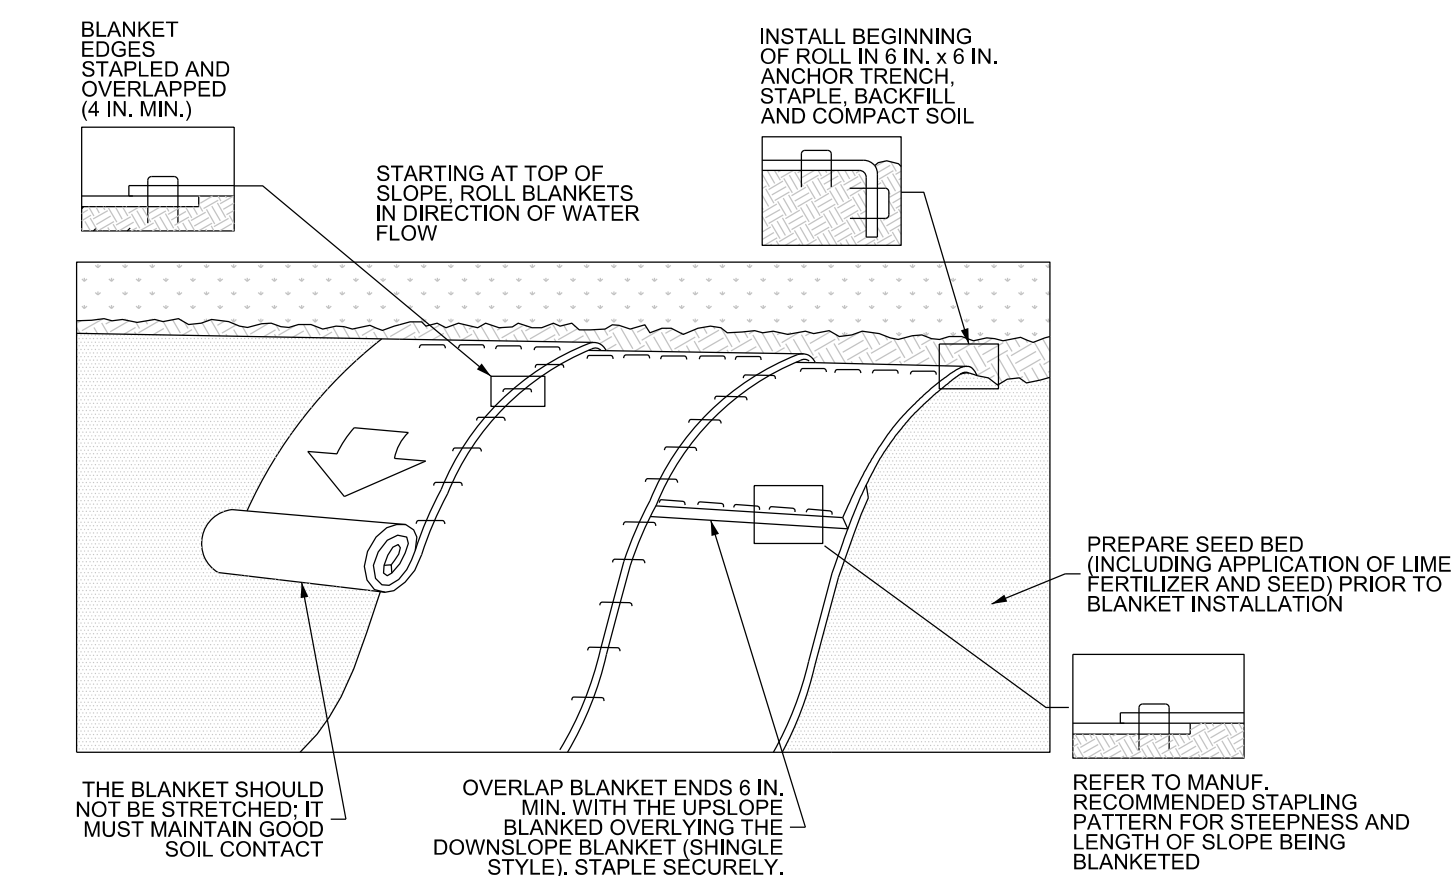 BLANKET
EDGES
STAPLED AND
OVERLAPPED
(4 IN. MIN.)
INSTALL BEGINNING
OF ROLL IN 6 IN. x 6 IN.
ANCHOR TRENCH,
STAPLE, BACKFILL
AND COMPACT SOIL
STARTING AT TOP OF
SLOPE, ROLL BLANKETS
IN DIRECTION OF WATER
FLOW
PREPARE SEED BED
(INCLUDING APPLICATION OF LIME
FERTILIZER AND SEED) PRIOR TO
BLANKET INSTALLATION
THE BLANKET SHOULD
NOT BE STRETCHED; IT
MUST MAINTAIN GOOD
SOIL CONTACT
OVERLAP BLANKET ENDS 6 IN.
MIN. WITH THE UPSLOPE
BLANKED OVERLYING THE
DOWNSLOPE BLANKET (SHINGLE
STYLE). STAPLE SECURELY.
REFER TO MANUF.
RECOMMENDED STAPLING
PATTERN FOR STEEPNESS AND
LENGTH OF SLOPE BEING
BLANKETED